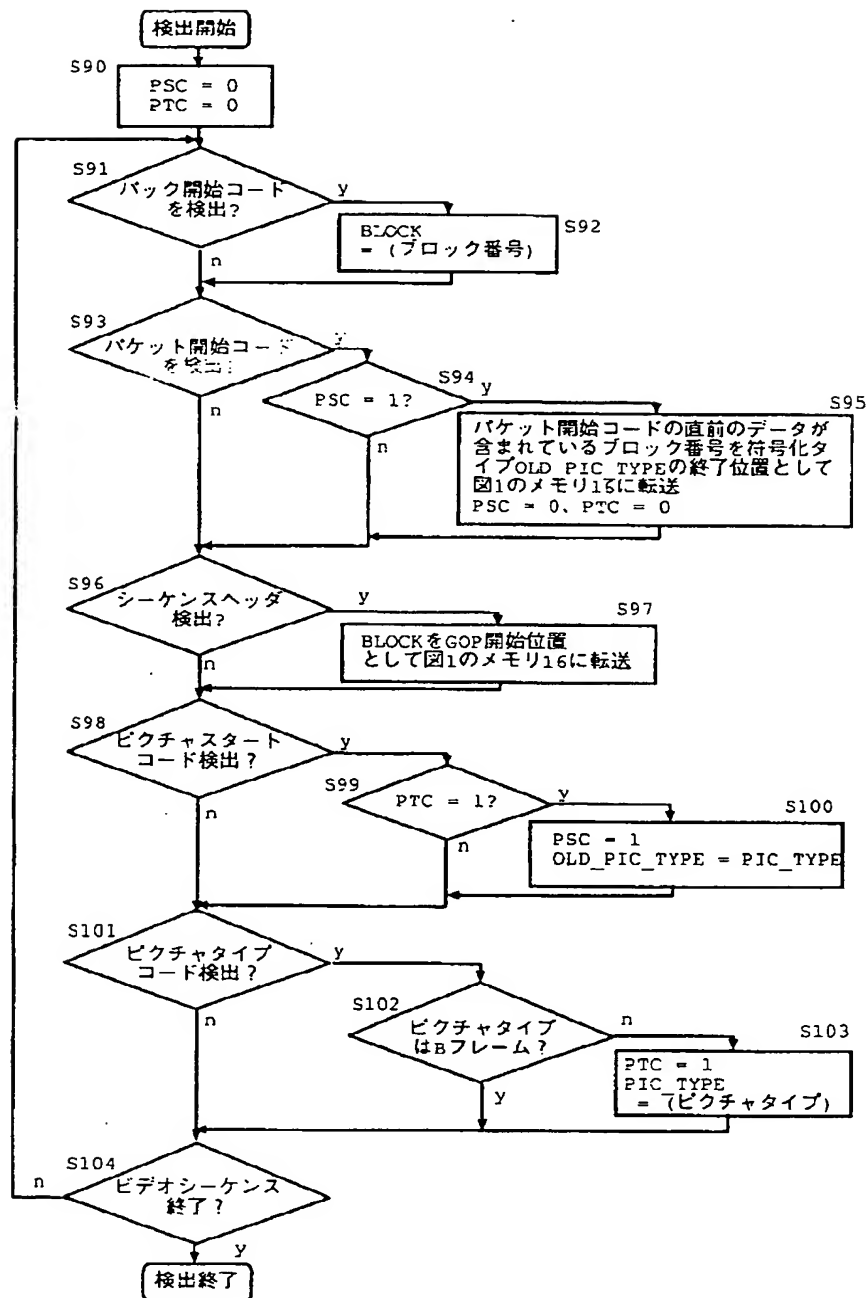 検出開始
S90
PSC = 0
PTC = 0
S91
パック開始コード
を検出?
y
n
S92
BLOCK
= (ブロック番号)
S93
パケット開始コード
を検出
y
n
S94
PSC = 1?
y
n
S95
パケット開始コードの直前のデータが
含まれているブロック番号を符号化タ
イプOLD_PIC_TYPEの終了位置として
図1のメモリ16に転送
PSC = 0、PTC = 0
S96
シーケンスヘッダ
検出?
y
n
S97
BLOCKをGOP開始位置
として図1のメモリ16に転送
S98
ピクチャスタート
コード検出?
y
n
S99
PTC = 1?
y
n
S100
PSC = 1
OLD_PIC_TYPE = PIC_TYPE
S101
ピクチャタイプ
コード検出?
y
n
S102
ピクチャタイプ
はBフレーム?
n
y
S103
PTC = 1
PIC_TYPE
= (ピクチャタイプ)
S104
ビデオシーケンス
終了?
n
y
検出終了